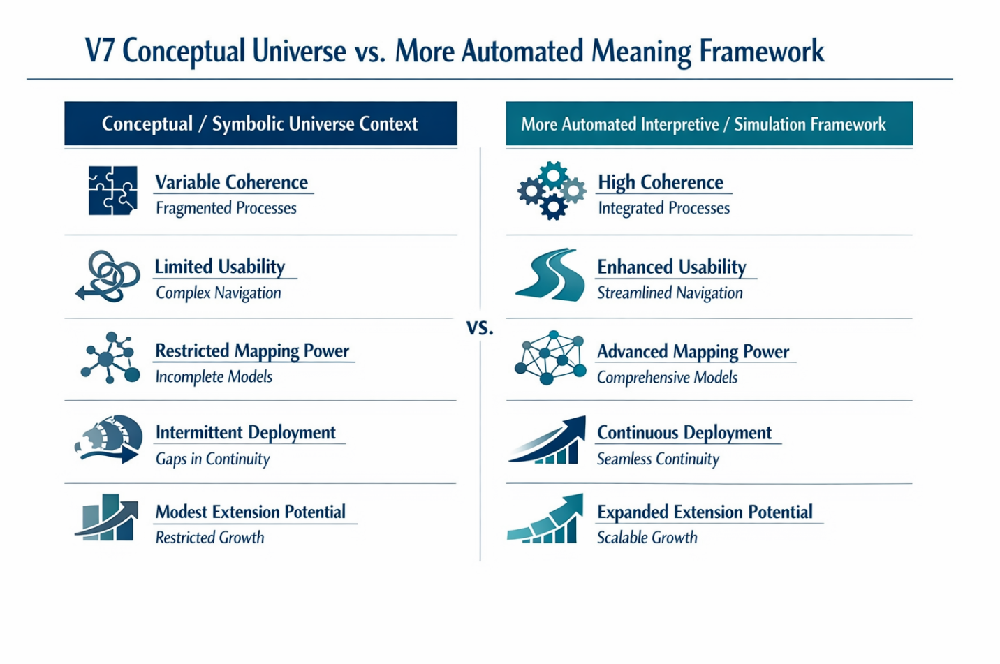 V7 Conceptual Universe vs. More Automated Meaning Framework
Conceptual / Symbolic Universe Context
Variable Coherence
Fragmented Processes
Limited Usability
Complex Navigation
Restricted Mapping Power
Incomplete Models
Intermittent Deployment
Gaps in Continuity
Modest Extension Potential
Restricted Growth
vs.
More Automated Interpretive / Simulation Framework
High Coherence
Integrated Processes
Enhanced Usability
Streamlined Navigation
Advanced Mapping Power
Comprehensive Models
Continuous Deployment
Seamless Continuity
Expanded Extension Potential
Scalable Growth